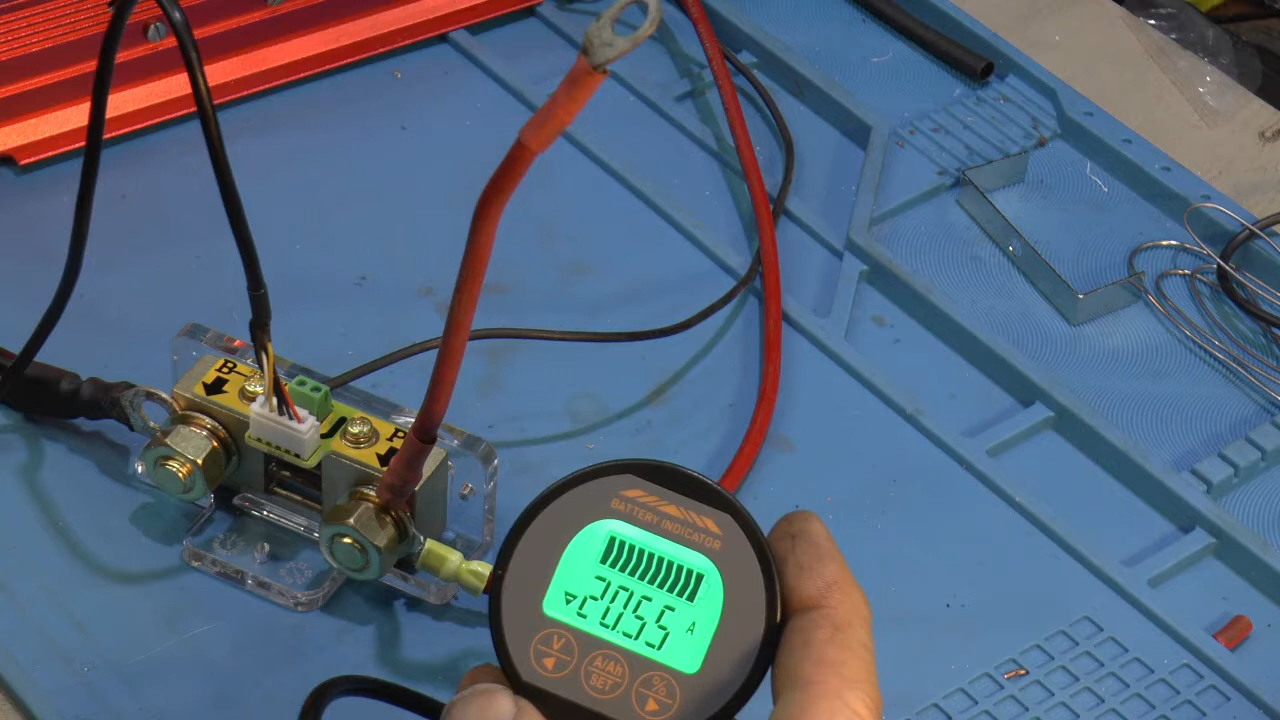 B-
P
BATTERY INDICATOR
20.55 A
V
A/Ah
SET
%